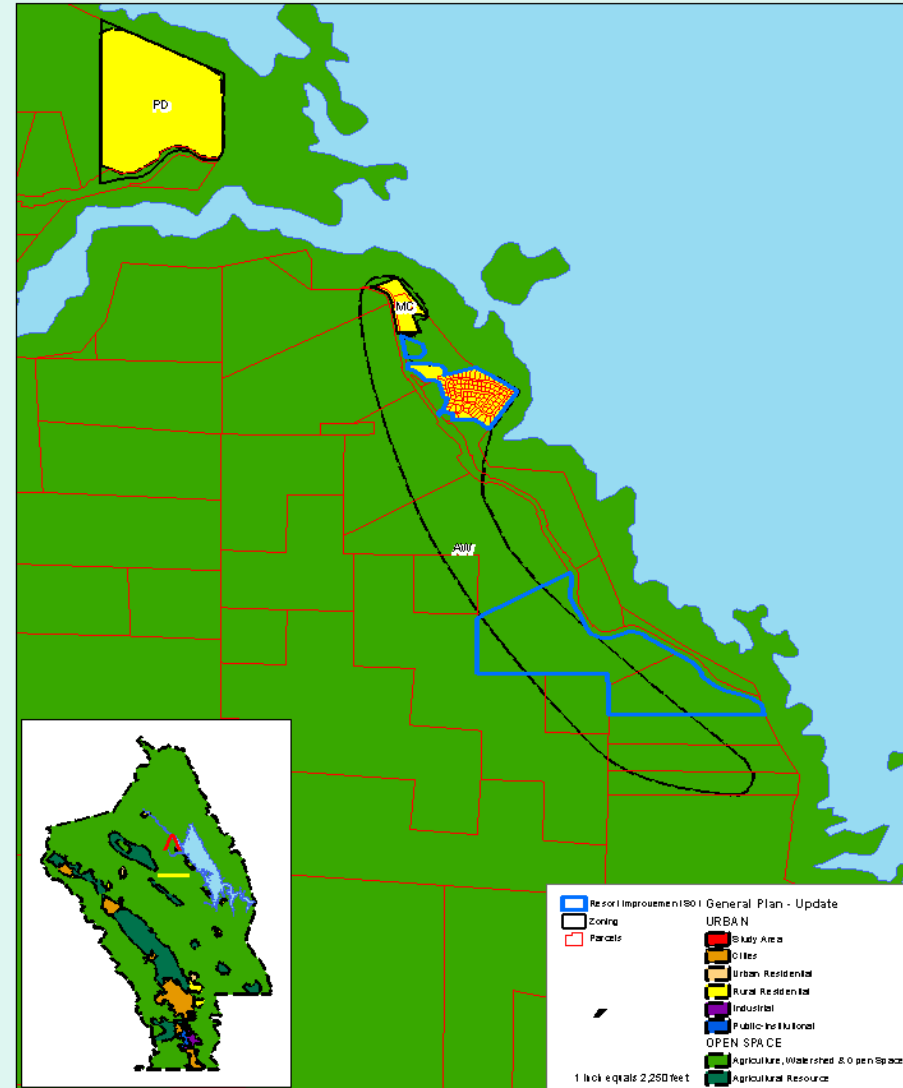 PD
MC
AW
Resort Improvement SOI
Zoning
Parcels
1 inch equals 2,250 feet
General Plan - Update
URBAN
Study Area
Cities
Urban Residential
Rural Residential
Industrial
Public-Institutional
OPEN SPACE
Agriculture, Watershed & Open Space
Agricultural Resource